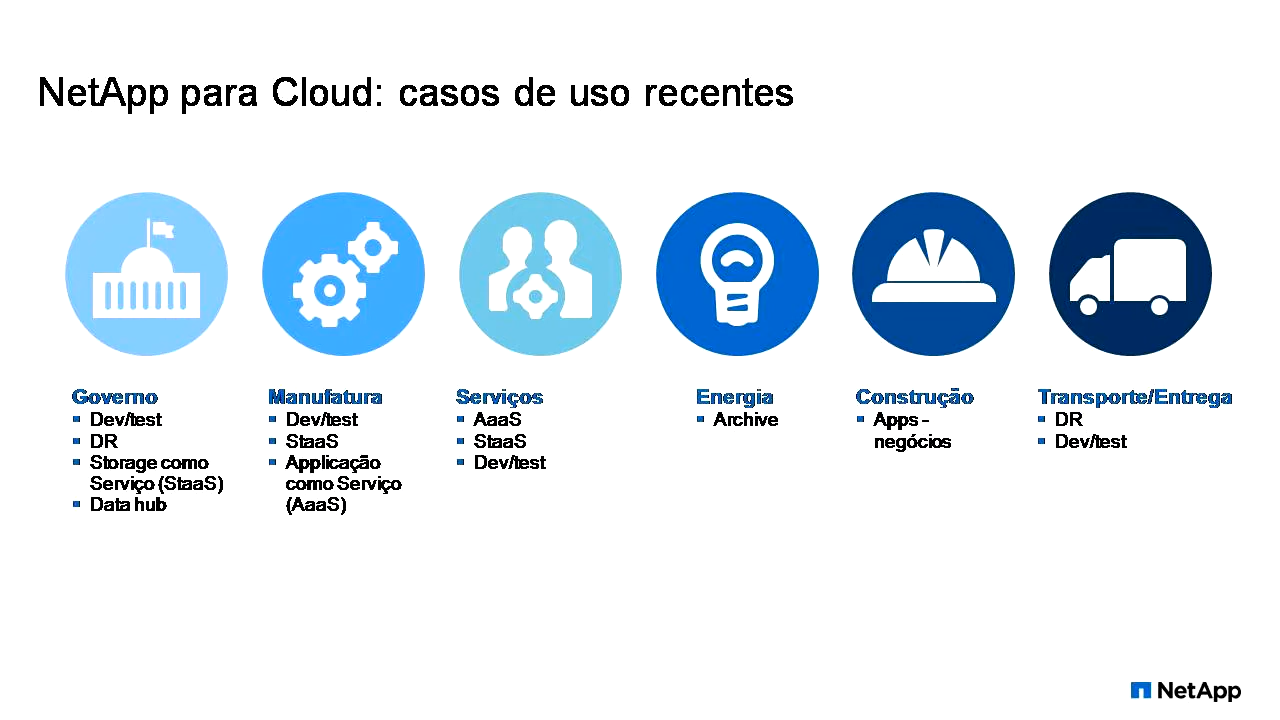 NetApp para Cloud: casos de uso recentes
Governo
Dev/test
DR
Storage como
Serviço (StaaS)
Data hub
Manufatura
Dev/test
StaaS
Applicação
como Serviço
(AaaS)
Serviços
AaaS
StaaS
Dev/test
Energia
Archive
Construção
Apps -
negócios
Transporte/Entrega
DR
Dev/test
NetApp